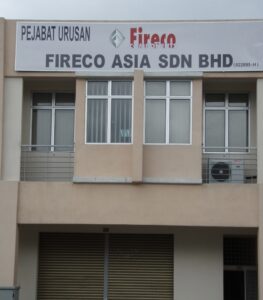 PEJABAT URUSAN
Fireco
FIRECO ASIA SDN BHD